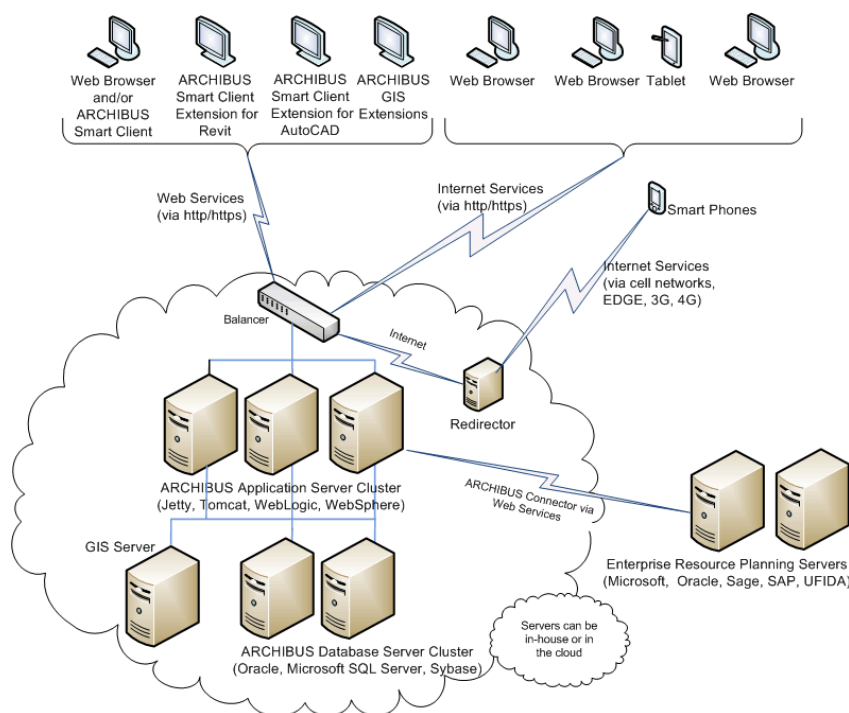 Web Browser
and/or
ARCHIBUS
Smart Client
ARCHIBUS
Smart Client
Extension for
Revit
ARCHIBUS
Smart Client
Extension for
AutoCAD
ARCHIBUS
GIS
Extensions
Web Browser
Web Browser
Tablet
Web Browser
Web Services
(via http/https)
Internet Services
(via http/https)
Smart Phones
Internet Services
(via cell networks,
EDGE, 3G, 4G)
Balancer
Internet
Redirector
ARCHIBUS Application Server Cluster
(Jetty, Tomcat, WebLogic, WebSphere)
ARCHIBUS Connector via
Web Services
GIS Server
Enterprise Resource Planning Servers
(Microsoft, Oracle, Sage, SAP, UFIDA)
Servers can be
in-house or in
the cloud
ARCHIBUS Database Server Cluster
(Oracle, Microsoft SQL Server, Sybase)